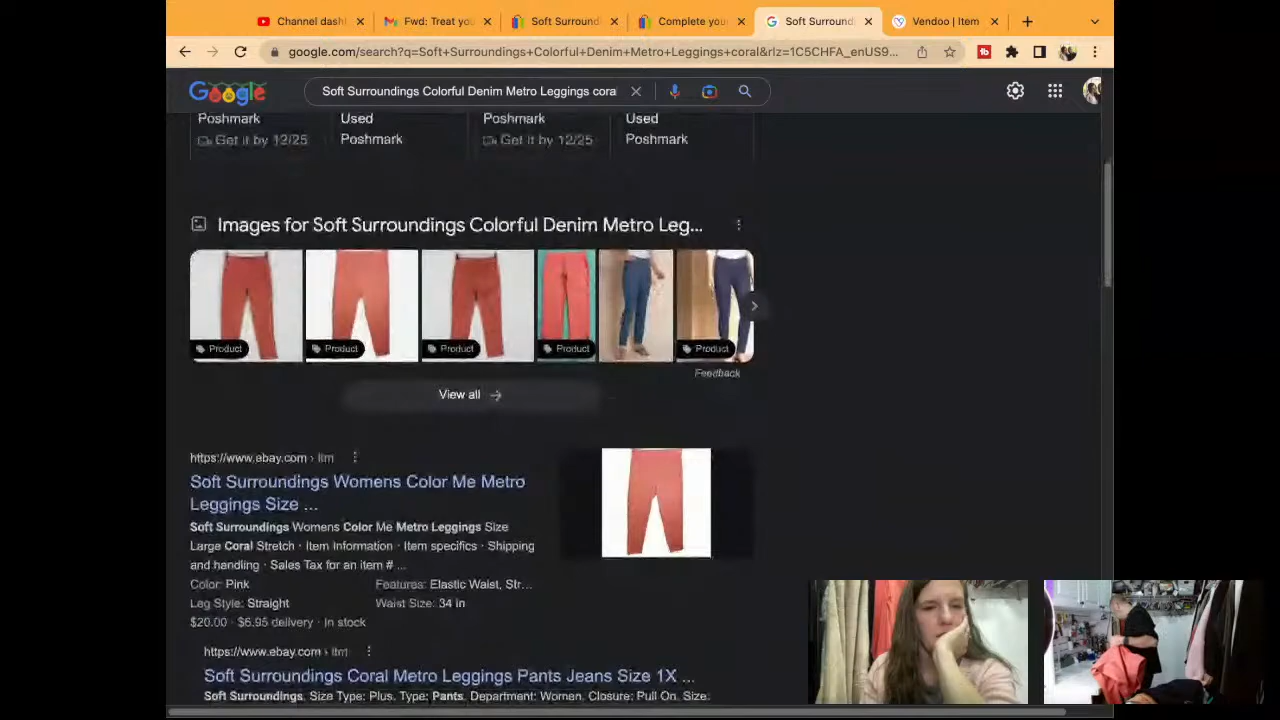 Channel dashl
Gmail Fwd: Treat you
Soft Surroundi
Complete your
Soft Surroundi
Vendoo | Item
google.com/search?q=Soft+Surroundings+Colorful+Denim+Metro+Leggings+coral&rlz=1C5CHFA_enUS9...
Soft Surroundings Colorful Denim Metro Leggings cora
Poshmark
Used
Poshmark
Used
Get it by 12/25
Poshmark
Get it by 12/25
Poshmark
Images for Soft Surroundings Colorful Denim Metro Leg...
Product
Product
Product
Product
Product
Feedback
View all
https://www.ebay.com › itm
Soft Surroundings Womens Color Me Metro
Leggings Size ...
Soft Surroundings Womens Color Me Metro Leggings Size
Large Coral Stretch · Item Information · Item specifics · Shipping
and handling · Sales Tax for an item # ...
Color: Pink
Features: Elastic Waist, Str...
Leg Style: Straight
Waist Size: 34 in
$20.00 · $6.95 delivery · In stock
https://www.ebay.com › itm
Soft Surroundings Coral Metro Leggings Pants Jeans Size 1X ...
Soft Surroundings. Size Type: Plus. Type: Pants. Department: Women. Closure: Pull On. Size.